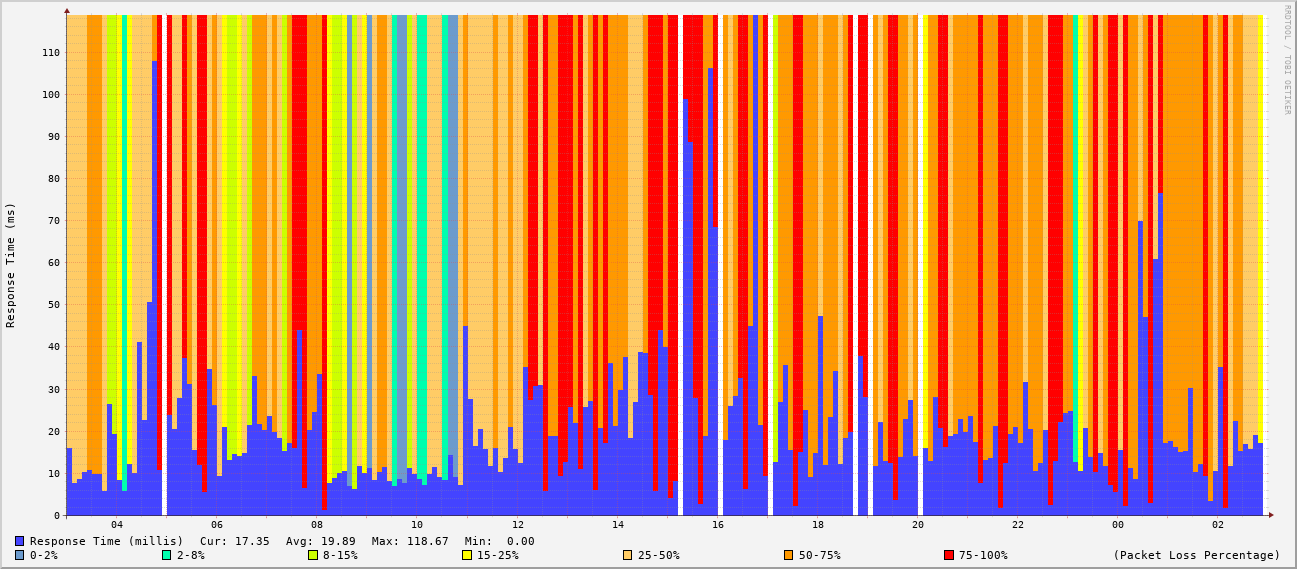 RRDTOOL / TOBI OETIKER
Response Time (ms)
110
100
90
80
70
60
50
40
30
20
10
0
04 06 08 10 12 14 16 18 20 22 00 02
Response Time (millis) Cur: 17.35 Avg: 19.89 Max: 118.67 Min: 0.00
0-2% 2-8% 8-15% 15-25% 25-50% 50-75% 75-100% (Packet Loss Percentage)